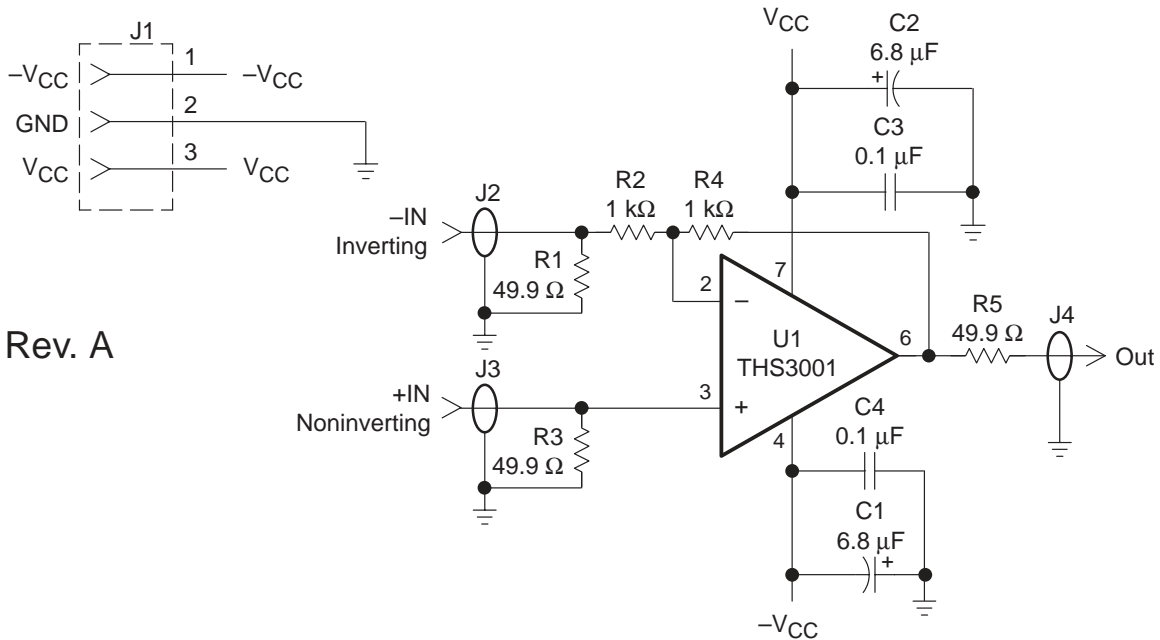 J1
1
–VCC
–VCC
2
GND
3
VCC
VCC
VCC
C2
6.8 µF
+
C3
0.1 µF
J2
R2
1 kΩ
R4
1 kΩ
–IN
Inverting
R1
49.9 Ω
7
2
–
U1
THS3001
6
R5
49.9 Ω
J4
Out
Rev. A
J3
+IN
Noninverting
3
+
R3
49.9 Ω
4
C4
0.1 µF
C1
6.8 µF
+
–VCC